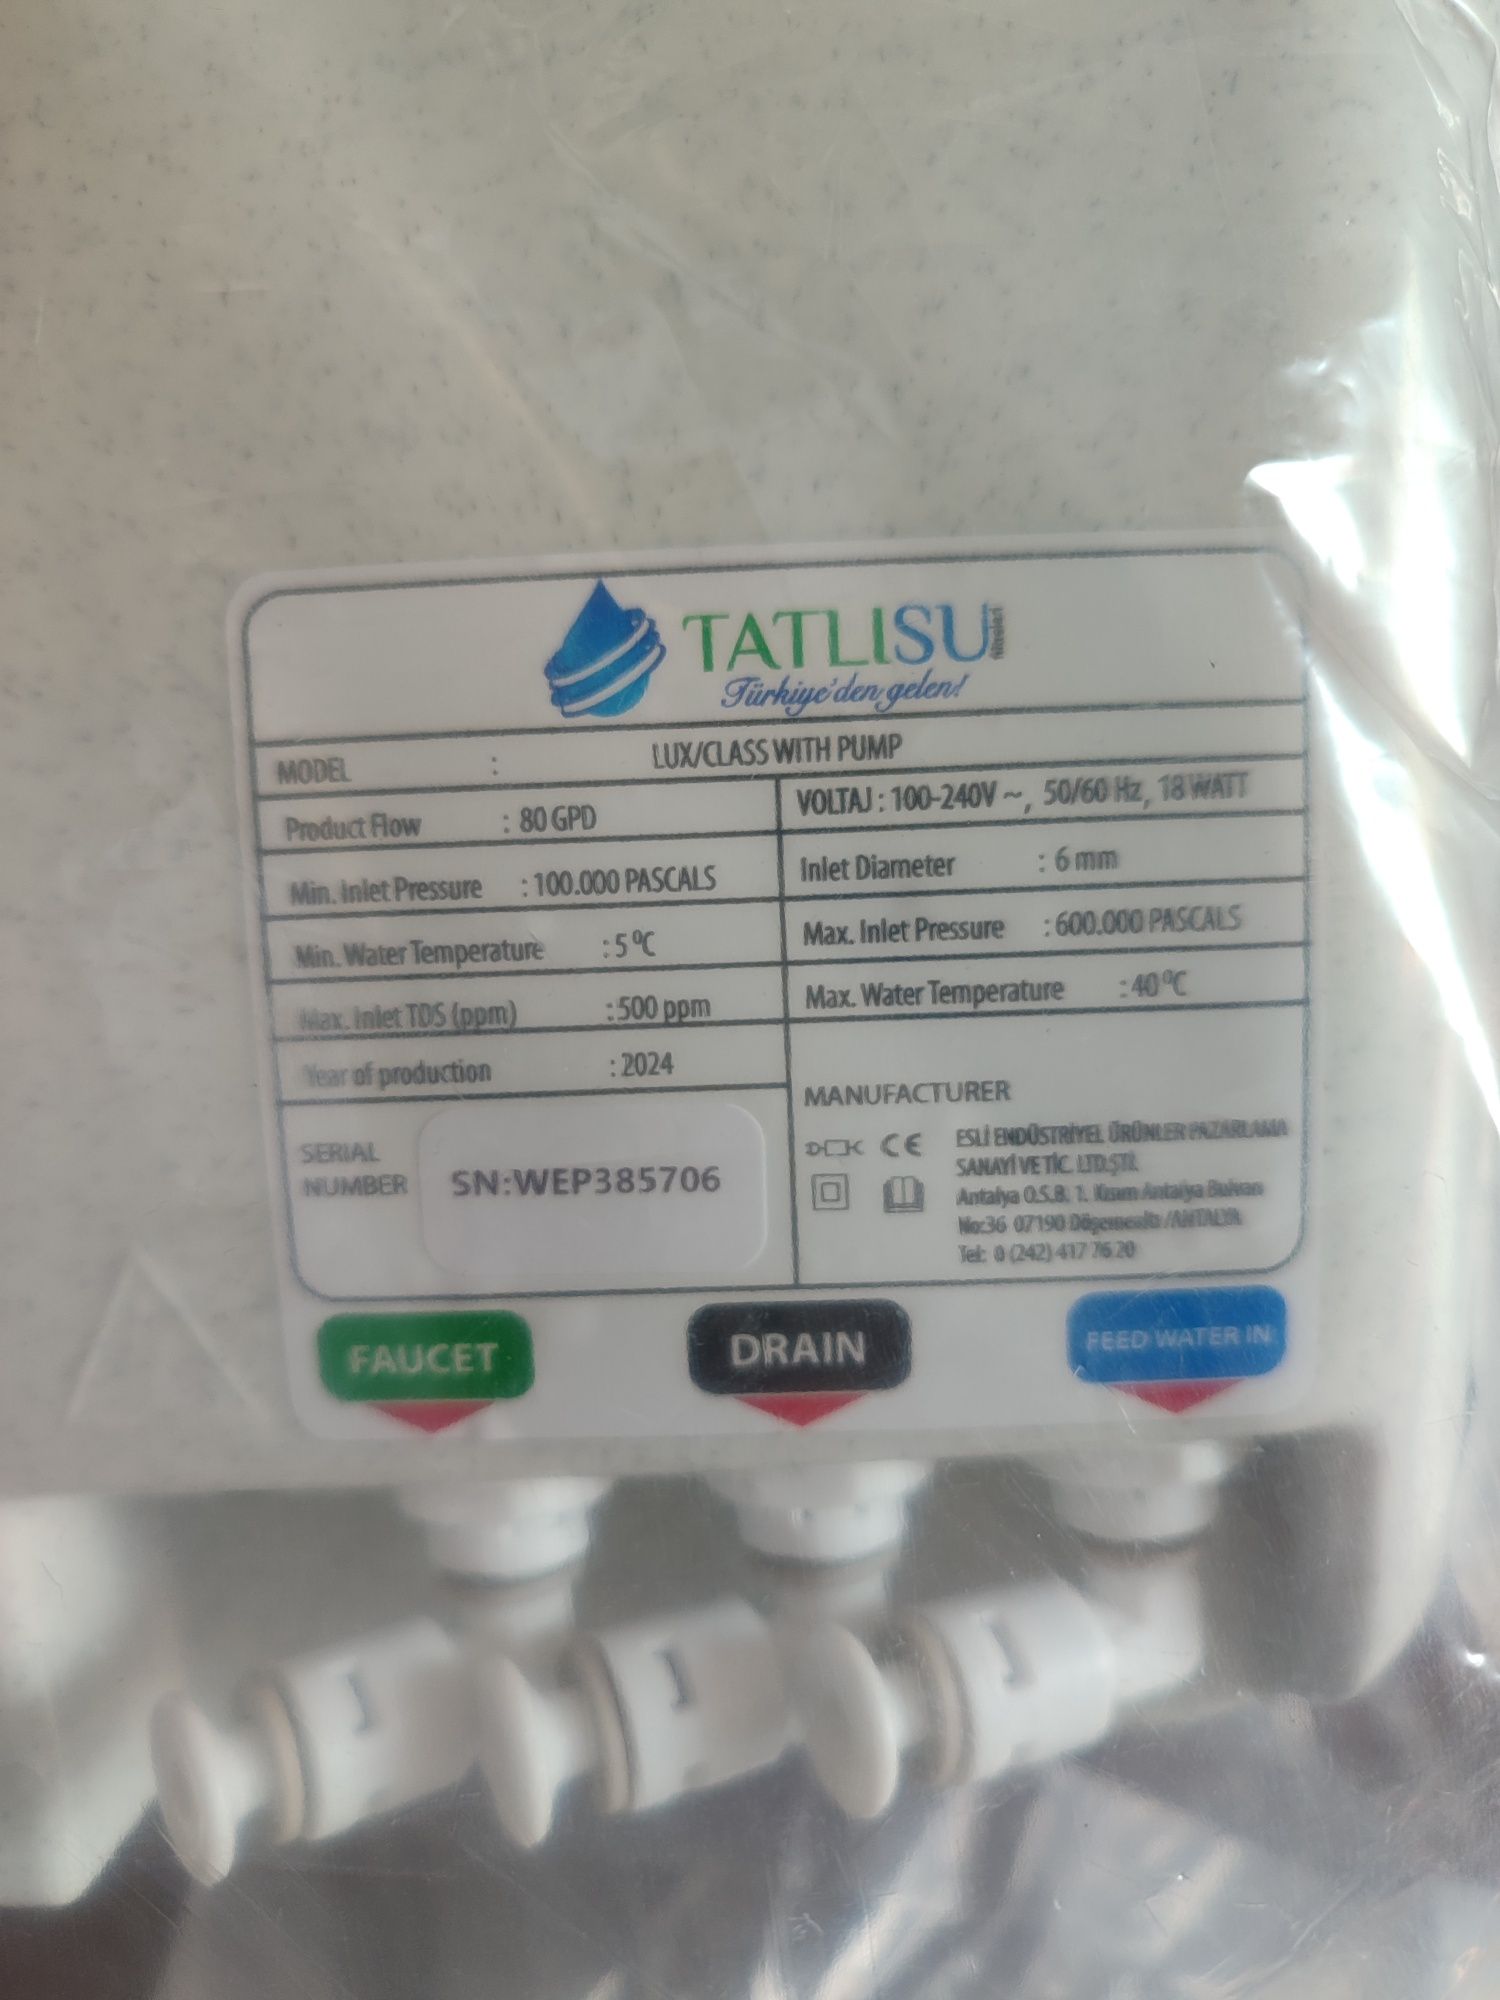 TATLISU
filtreleri
Türkiye'den gelen!
MODEL : LUX/CLASS WITH PUMP
Product Flow : 80 GPD
VOLTAJ : 100-240V ~, 50/60 Hz, 18 WATT
Min. Inlet Pressure : 100.000 PASCALS
Inlet Diameter : 6 mm
Min. Water Temperature : 5 °C
Max. Inlet Pressure : 600.000 PASCALS
Max. Inlet TDS (ppm) : 500 ppm
Max. Water Temperature : 40 °C
Year of production : 2024
SERIAL
NUMBER
SN:WEP385706
MANUFACTURER
CE
ESLİ ENDÜSTRİYEL ÜRÜNLER PAZARLAMA
SANAYİ VE TİC. LTD.ŞTİ.
Antalya O.S.B. 1. Kısım Antalya Bulvarı
No:36 07190 Döşemealtı /ANTALYA
Tel: 0 (242) 417 76 20
FAUCET
DRAIN
FEED WATER IN